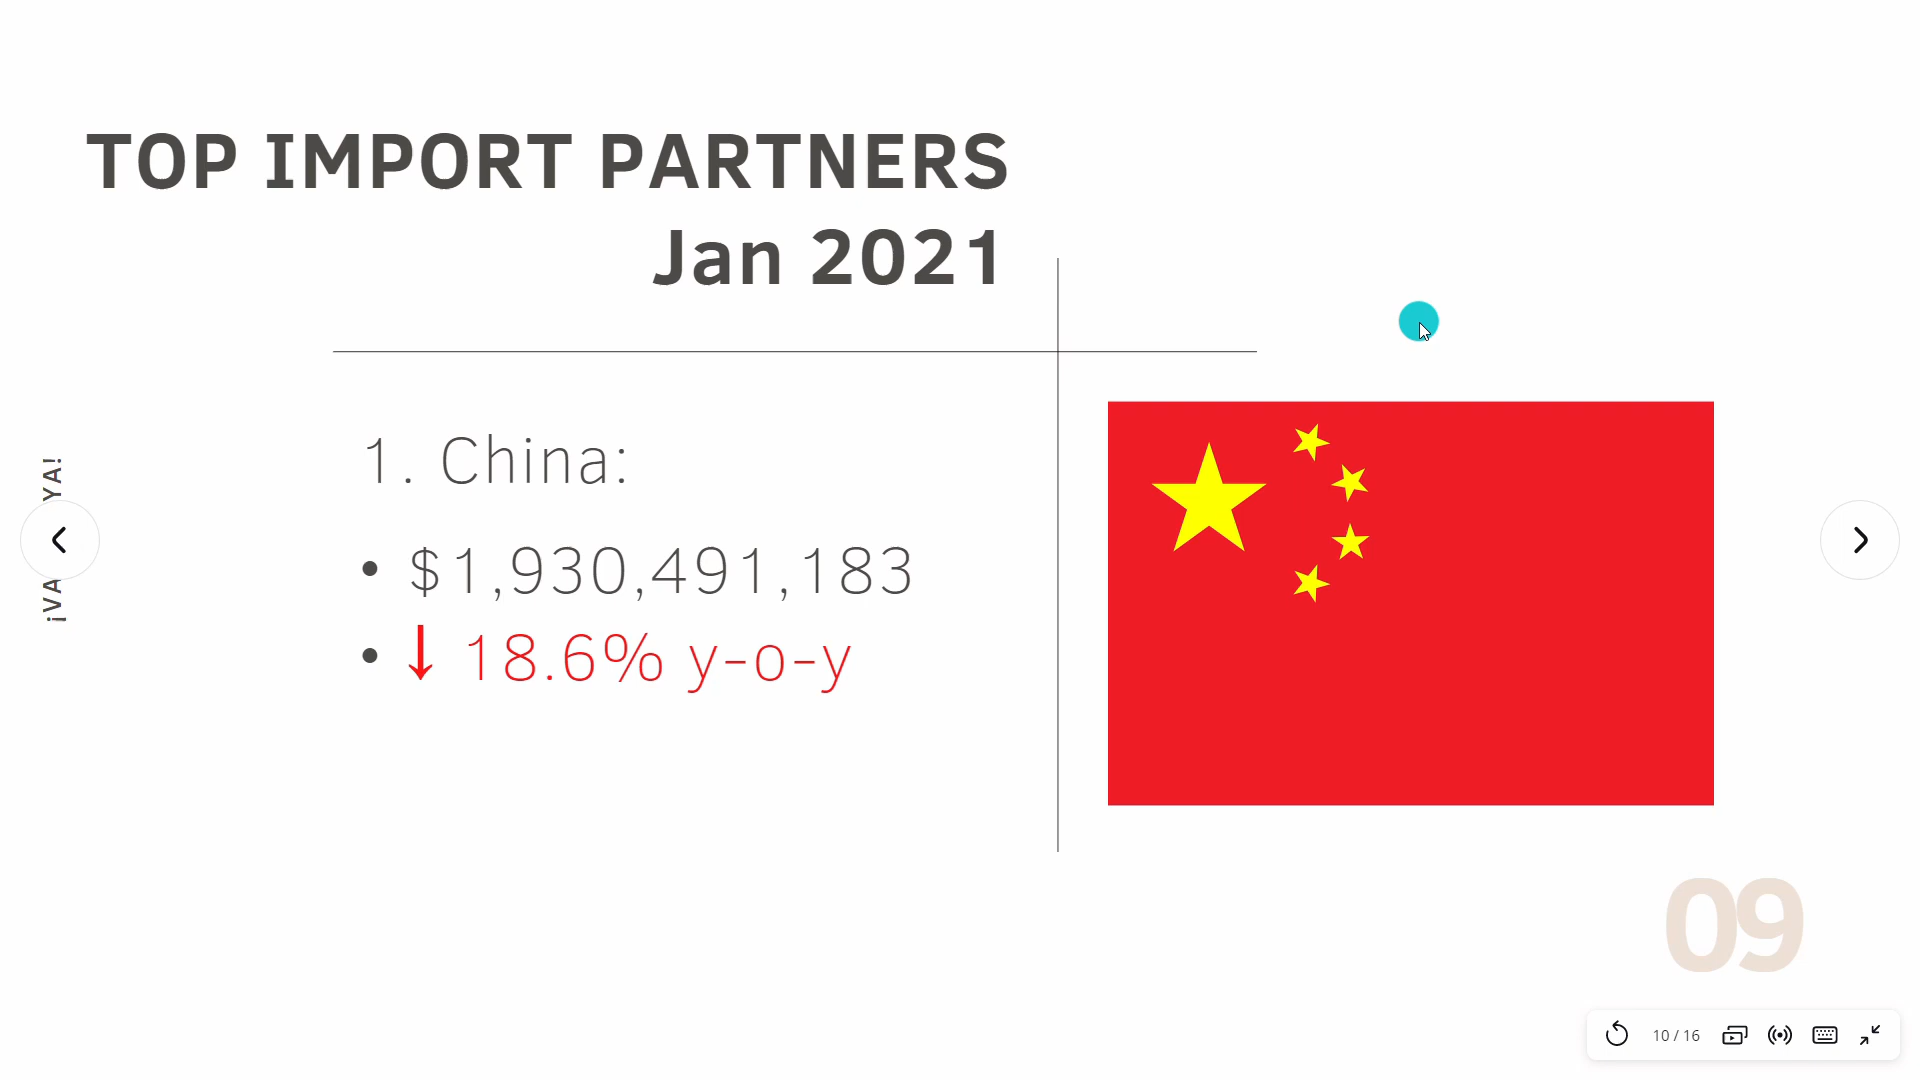 TOP IMPORT PARTNERS
Jan 2021
1. China:
• $1,930,491,183
• ↓ 18.6% y-o-y
¡VA YA!
09
10 / 16